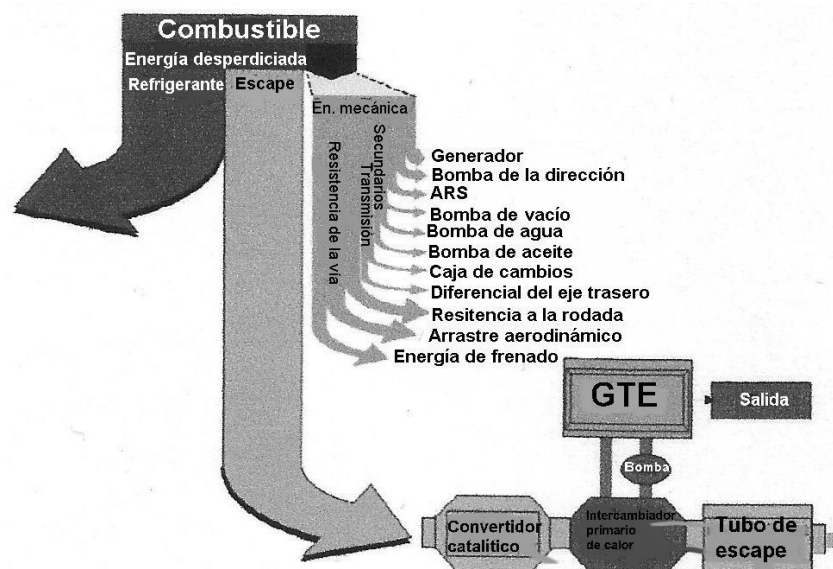 Combustible
Energía desperdiciada
Refrigerante
Escape
En. mecánica
Secundarios
Transmisión
Resistencia de la vía
Generador
Bomba de la dirección
ARS
Bomba de vacío
Bomba de agua
Bomba de aceite
Caja de cambios
Diferencial del eje trasero
Resitencia a la rodada
Arrastre aerodinámico
Energía de frenado
GTE
Salida
Bomba
Convertidor
catalítico
Intercambiador
primario
de calor
Tubo de
escape